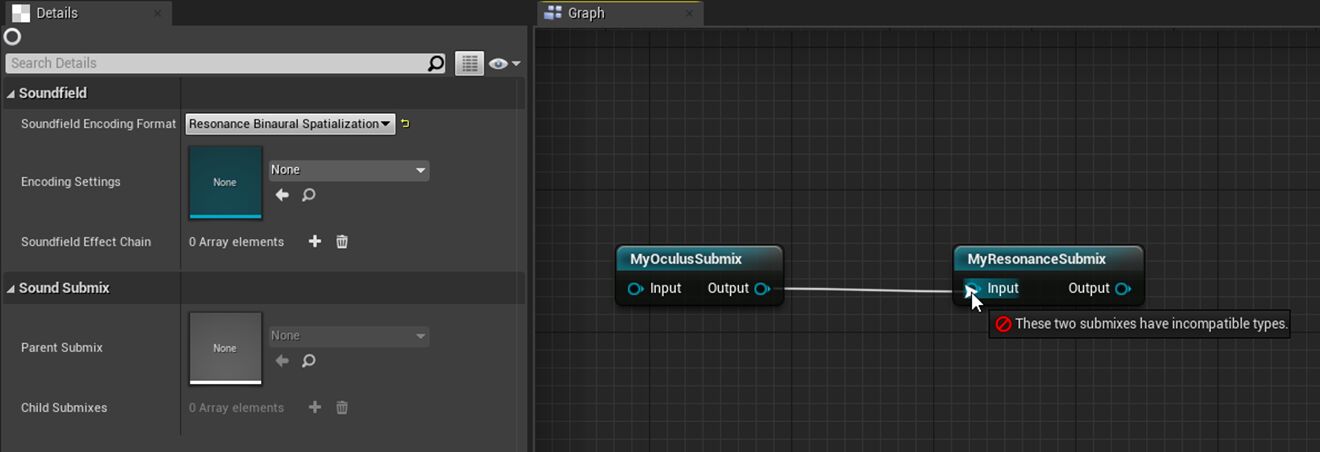 Details
Search Details
Soundfield
Soundfield Encoding Format
Resonance Binaural Spatialization
Encoding Settings
None
None
Soundfield Effect Chain
0 Array elements
Sound Submix
Parent Submix
None
None
Child Submixes
0 Array elements
Graph
MyOculusSubmix
Input
Output
MyResonanceSubmix
Input
Output
These two submixes have incompatible types.